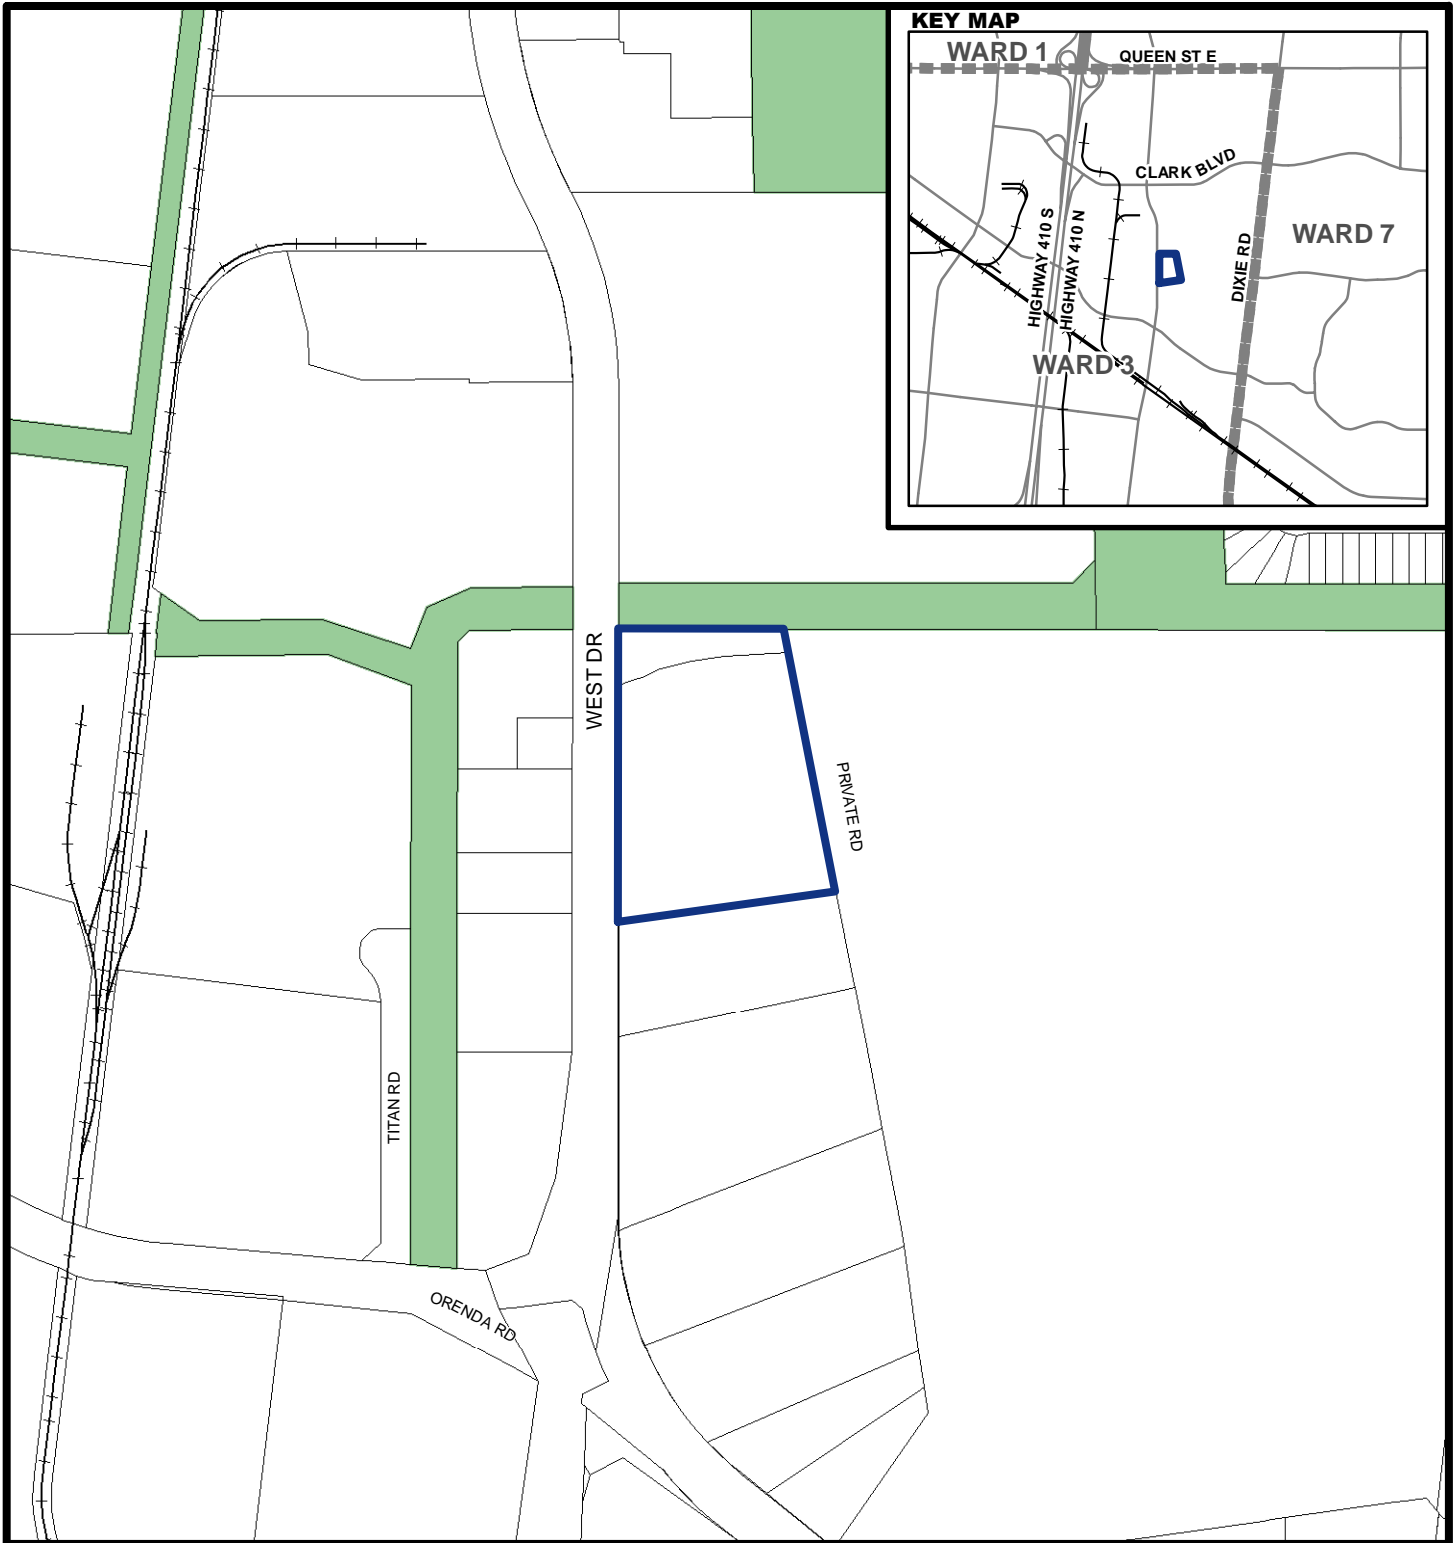 KEY MAP
WARD 1
QUEEN ST E
CLARK BLVD
WARD 7
HIGHWAY 410 S
HIGHWAY 410 N
DIXIE RD
WARD 3
WEST DR
PRIVATE RD
TITAN RD
ORENDA RD